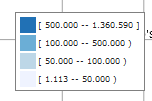 [ 500.000 -- 1.360.590 ]
[ 100.000 -- 500.000 )
[ 50.000 -- 100.000 )
[ 1.113 -- 50.000 )